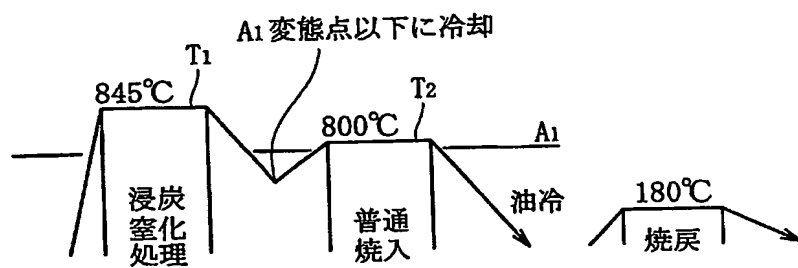 A1変態点以下に冷却
T1
845℃
T2
800℃
A1
浸炭
窒化
処理
普通
焼入
油冷
180℃
焼戻